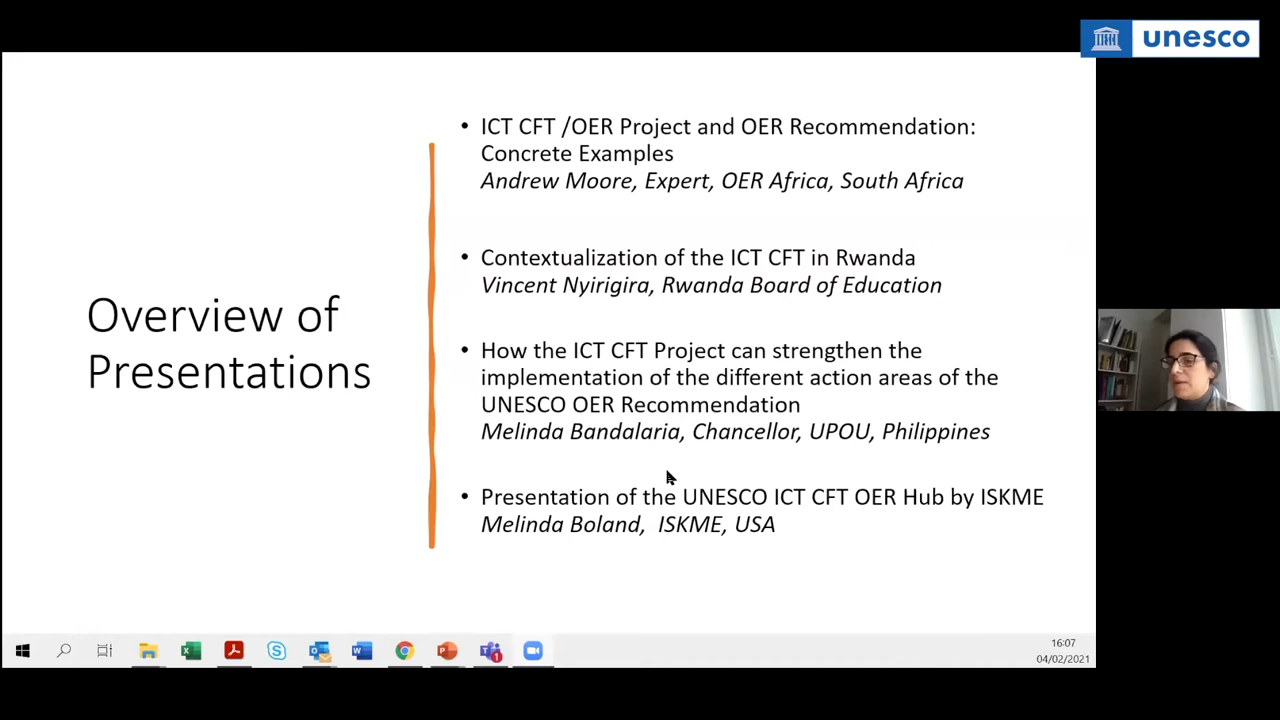 unesco
Overview of
Presentations
• ICT CFT /OER Project and OER Recommendation:
Concrete Examples
Andrew Moore, Expert, OER Africa, South Africa
• Contextualization of the ICT CFT in Rwanda
Vincent Nyirigira, Rwanda Board of Education
• How the ICT CFT Project can strengthen the
implementation of the different action areas of the
UNESCO OER Recommendation
Melinda Bandalaria, Chancellor, UPOU, Philippines
• Presentation of the UNESCO ICT CFT OER Hub by ISKME
Melinda Boland, ISKME, USA
16:07
04/02/2021